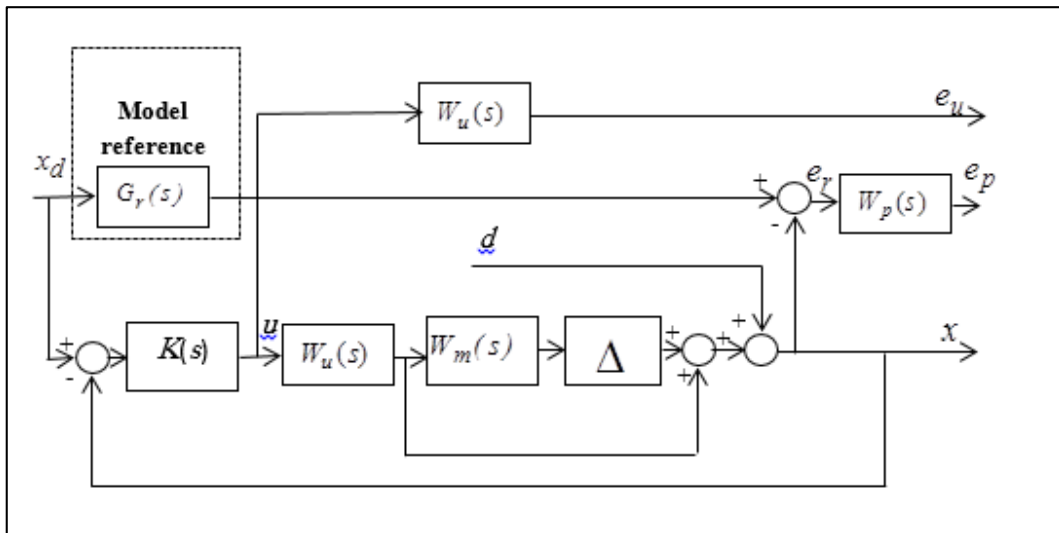 Model
reference
x_d
G_r(s)
W_u(s)
e_u
+
-
e_r
W_p(s)
e_p
d
+
-
K(s)
u
W_u(s)
W_m(s)
Δ
+
+
+
+
x